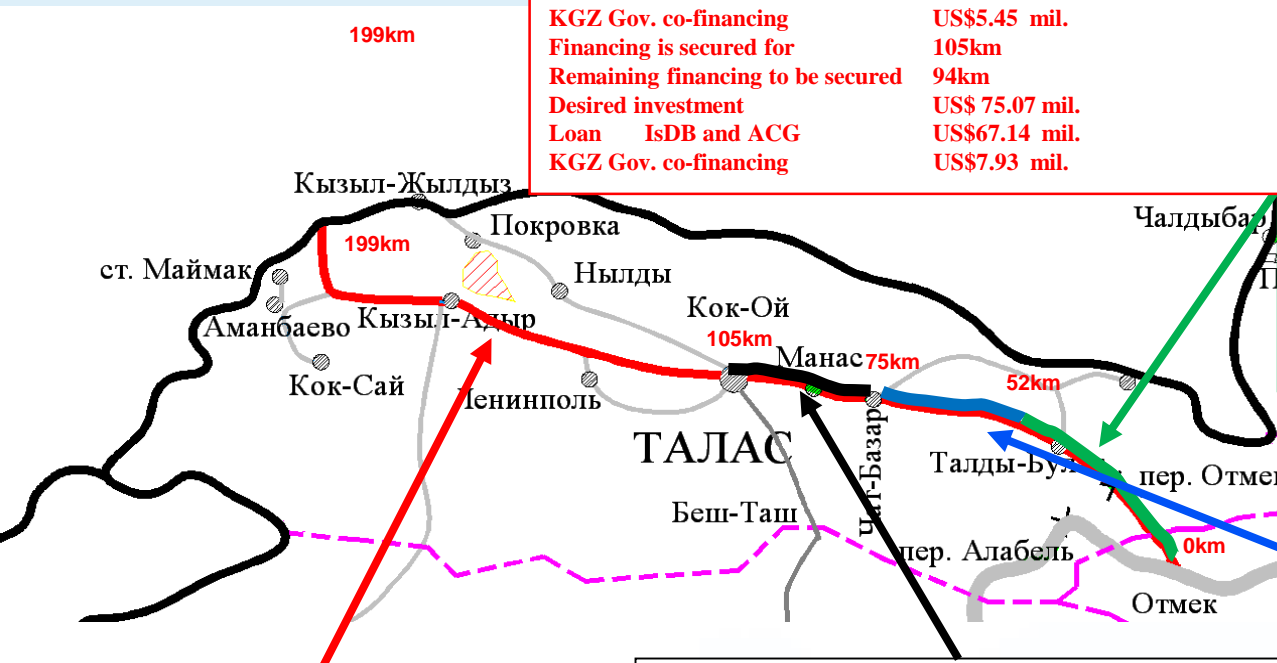 199km
KGZ Gov. co-financing US$5.45 mil.
Financing is secured for 105km
Remaining financing to be secured 94km
Desired investment US$ 75.07 mil.
Loan IsDB and ACG US$67.14 mil.
KGZ Gov. co-financing US$7.93 mil.
Кызыл-Жылдыз
Покровка
Чалдыбар
199km
ст. Маймак
Нылды
Кок-Ой
Аманбаево
Кызыл-Адыр
105km
Манас
75km
52km
Кок-Сай
Ленинполь
ТАЛАС
Чат-Базар
Талды-Бул
пер. Отмек
Беш-Таш
пер. Алабель
0km
Отмек